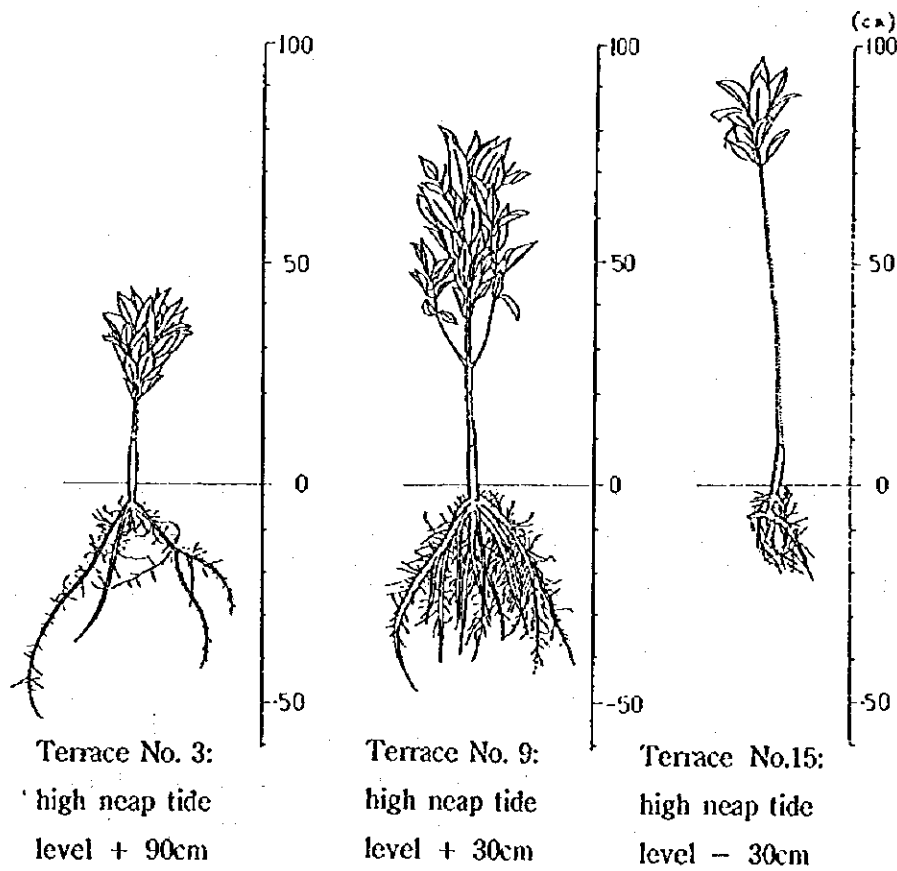 (cm)
100
50
0
-50
100
50
0
-50
100
50
0
-50
Terrace No. 3:
high neap tide
level + 90cm
Terrace No. 9:
high neap tide
level + 30cm
Terrace No.15:
high neap tide
level - 30cm